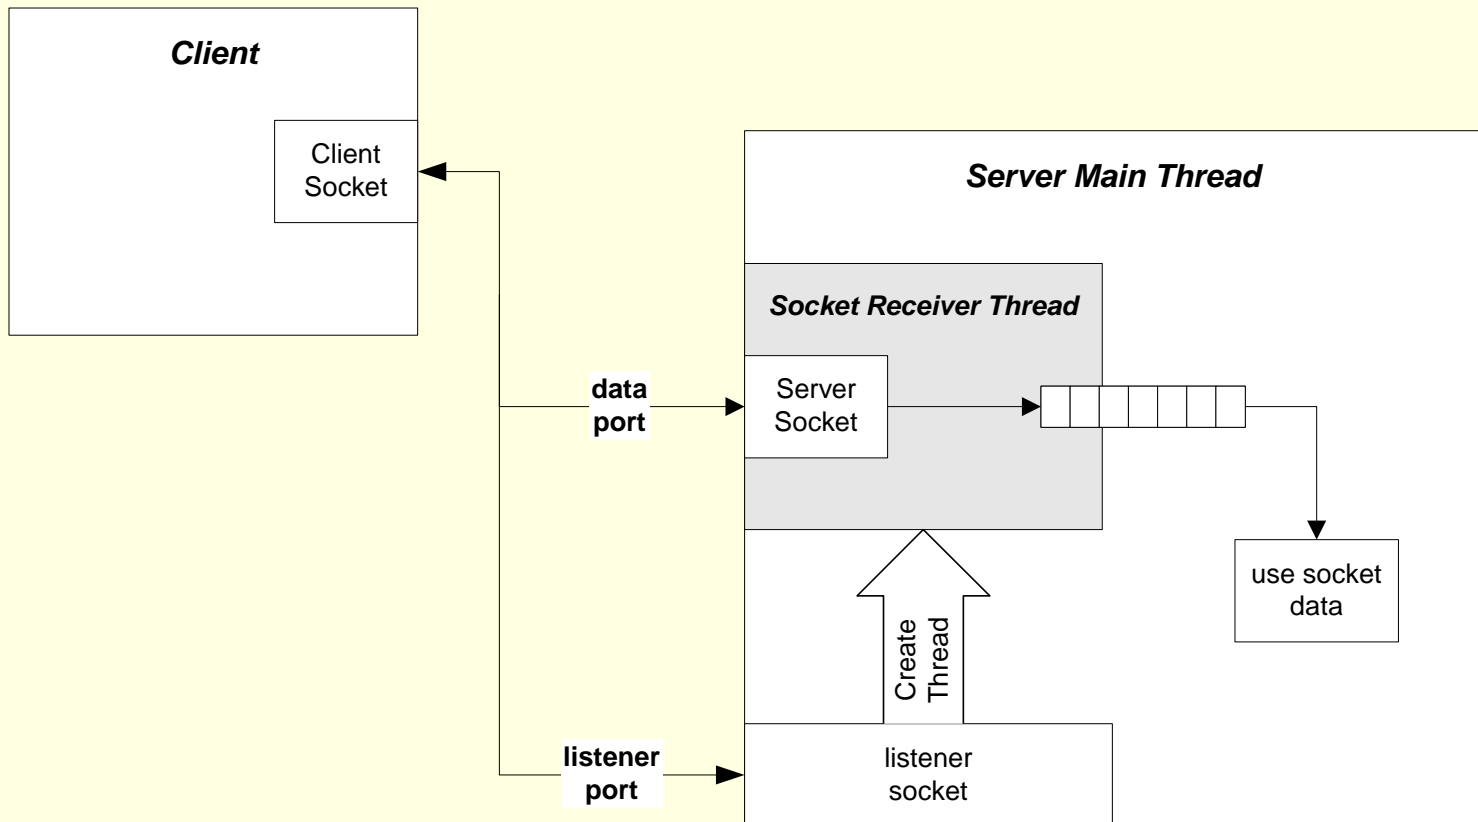 Client
Client
Socket
Server Main Thread
Socket Receiver Thread
data
port
Server
Socket
use socket
data
Create
Thread
listener
port
listener
socket